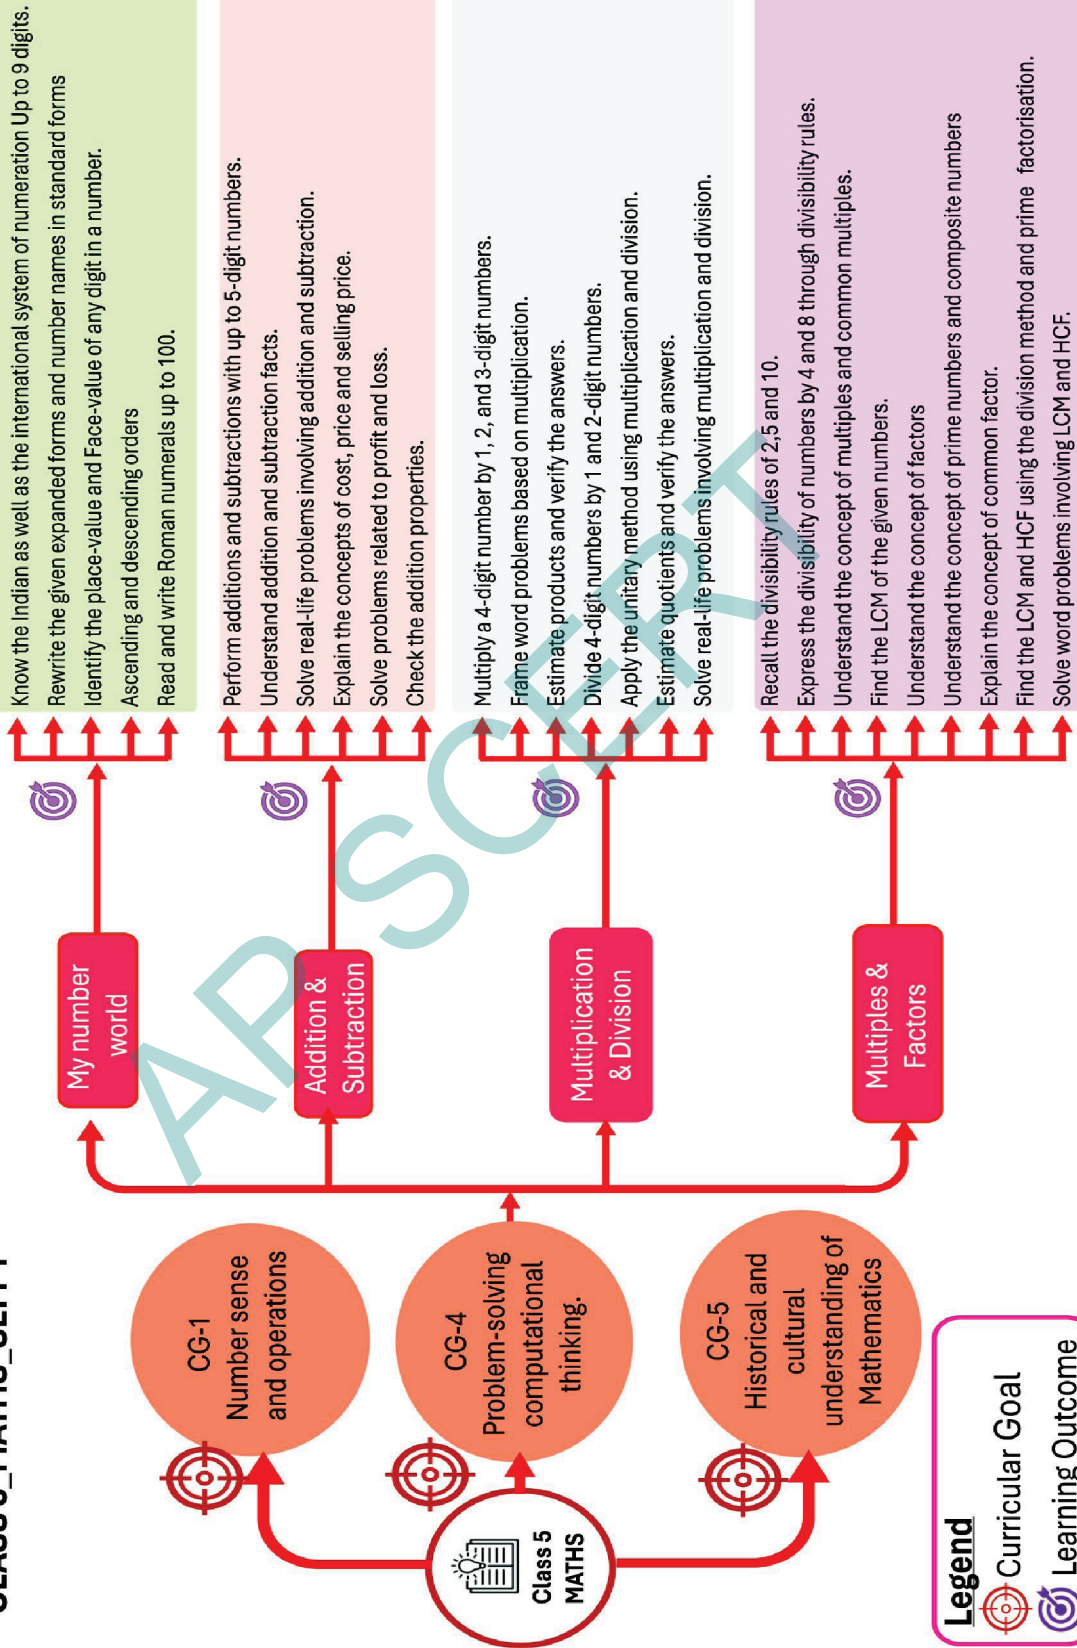 Class 5
MATHS
CG-1
Number sense
and operations
CG-4
Problem-solving
computational
thinking.
CG-5
Historical and
cultural
understanding of
Mathematics
My number
world
Know the Indian as well as the international system of numeration Up to 9 digits.
Rewrite the given expanded forms and number names in standard forms
Identify the place-value and Face-value of any digit in a number.
Ascending and descending orders
Read and write Roman numerals up to 100.
Addition &
Subtraction
Perform additions and subtractions with up to 5-digit numbers.
Understand addition and subtraction facts.
Solve real-life problems involving addition and subtraction.
Explain the concepts of cost, price and selling price.
Solve problems related to profit and loss.
Check the addition properties.
Multiplication
& Division
Multiply a 4-digit number by 1, 2, and 3-digit numbers.
Frame word problems based on multiplication.
Estimate products and verify the answers.
Divide 4-digit numbers by 1 and 2-digit numbers.
Apply the unitary method using multiplication and division.
Estimate quotients and verify the answers.
Solve real-life problems involving multiplication and division.
Multiples &
Factors
Recall the divisibility rules of 2,5 and 10.
Express the divisibility of numbers by 4 and 8 through divisibility rules.
Understand the concept of multiples and common multiples.
Find the LCM of the given numbers.
Understand the concept of factors
Understand the concept of prime numbers and composite numbers
Explain the concept of common factor.
Find the LCM and HCF using the division method and prime factorisation.
Solve word problems involving LCM and HCF.
Legend
Curricular Goal
Learning Outcome
AP SCERT